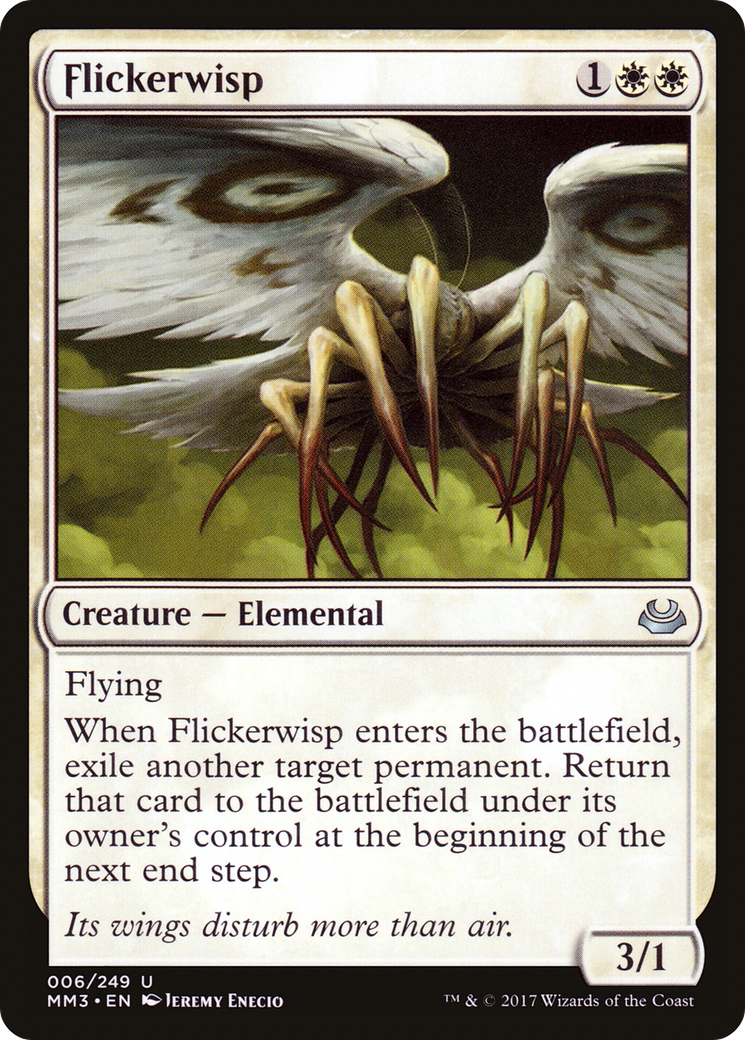 Flickerwisp 1
Creature — Elemental
Flying
When Flickerwisp enters the battlefield,
exile another target permanent. Return
that card to the battlefield under its
owner's control at the beginning of the
next end step.
Its wings disturb more than air.
3/1
006/249 U
MM3 • EN Jeremy Enecio
™ & © 2017 Wizards of the Coast